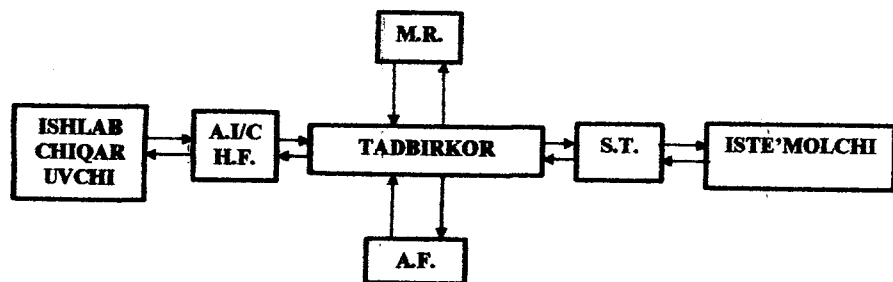 M.R.
ISHLAB
CHIQAR
UVCHI
A.I/C
H.F.
TADBIRKOR
S.T.
ISTE'MOLCHI
A.F.